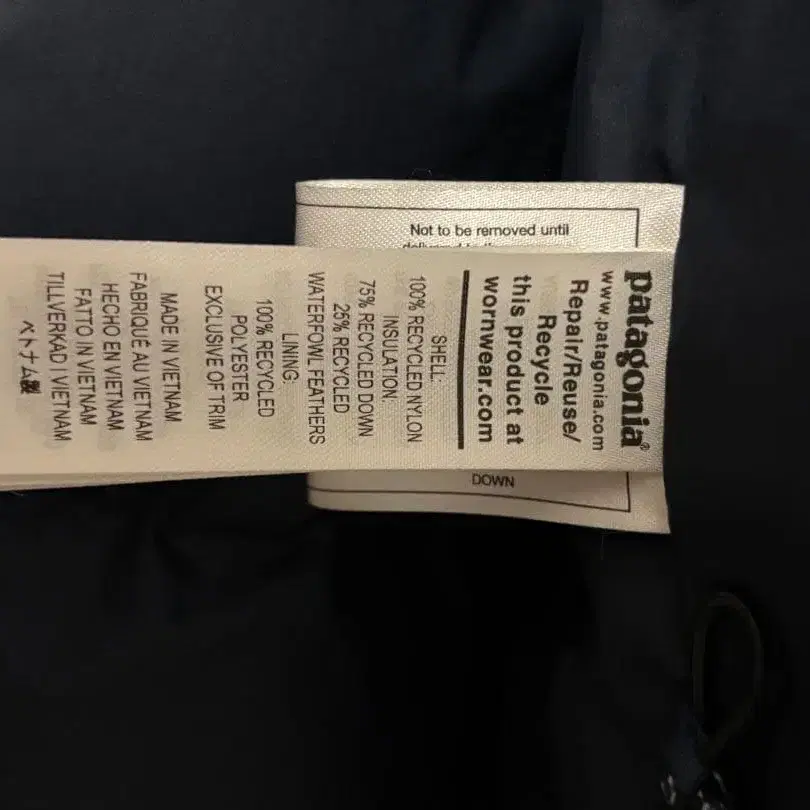 patagonia®
www.patagonia.com
Repair/Reuse/
Recycle
this product at
wornwear.com
SHELL:
100% RECYCLED NYLON
INSULATION:
75% RECYCLED DOWN
25% RECYCLED
WATERFOWL FEATHERS
LINING:
100% RECYCLED
POLYESTER
EXCLUSIVE OF TRIM
MADE IN VIETNAM
FABRIQUÉ AU VIETNAM
HECHO EN VIETNAM
FATTO IN VIETNAM
TILLVERKAD I VIETNAM
ベトナム製
Not to be removed until
DOWN